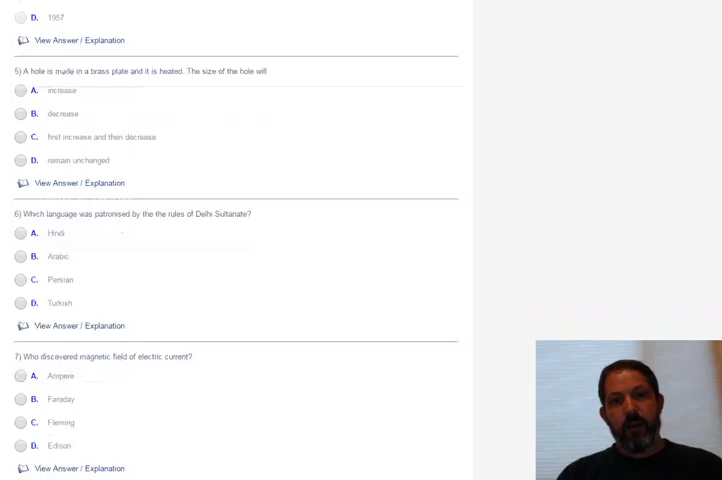 D. 1957
View Answer / Explanation
5) A hole is made in a brass plate and it is heated. The size of the hole will
A. increase
B. decrease
C. first increase and then decrease
D. remain unchanged
View Answer / Explanation
6) Which language was patronised by the the rules of Delhi Sultanate?
A. Hindi
B. Arabic
C. Persian
D. Turkish
View Answer / Explanation
7) Who discovered magnetic field of electric current?
A. Ampere
B. Faraday
C. Fleming
D. Edison
View Answer / Explanation